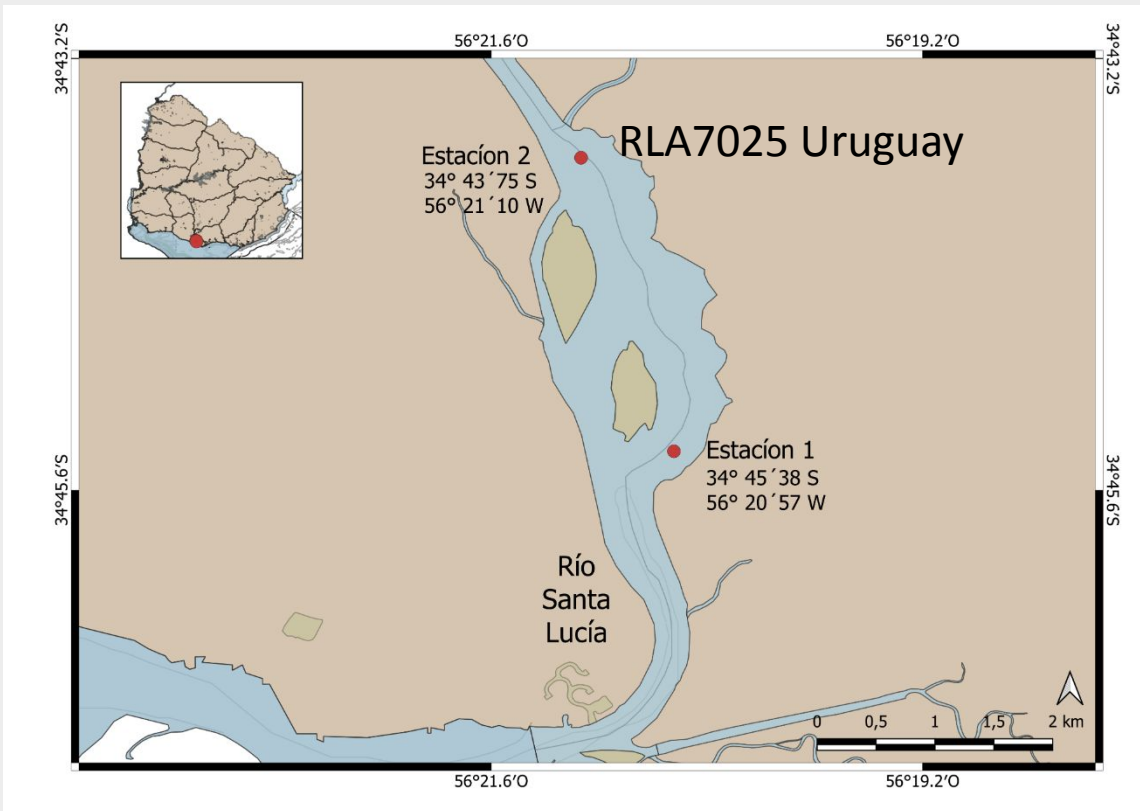 56°21.6′O
56°19.2′O
34°43.2′S
34°43.2′S
RLA7025 Uruguay
Estacíon 2
34° 43´75 S
56° 21´10 W
Estacíon 1
34° 45´38 S
56° 20´57 W
34°45.6′S
34°45.6′S
Río
Santa
Lucía
0 0,5 1 1,5 2 km
56°21.6′O
56°19.2′O